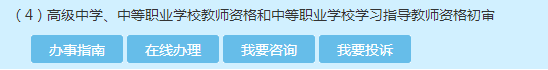 （4）高级中学、中等职业学校教师资格和中等职业学校学习指导教师资格初审
办事指南 在线办理 我要咨询 我要投诉